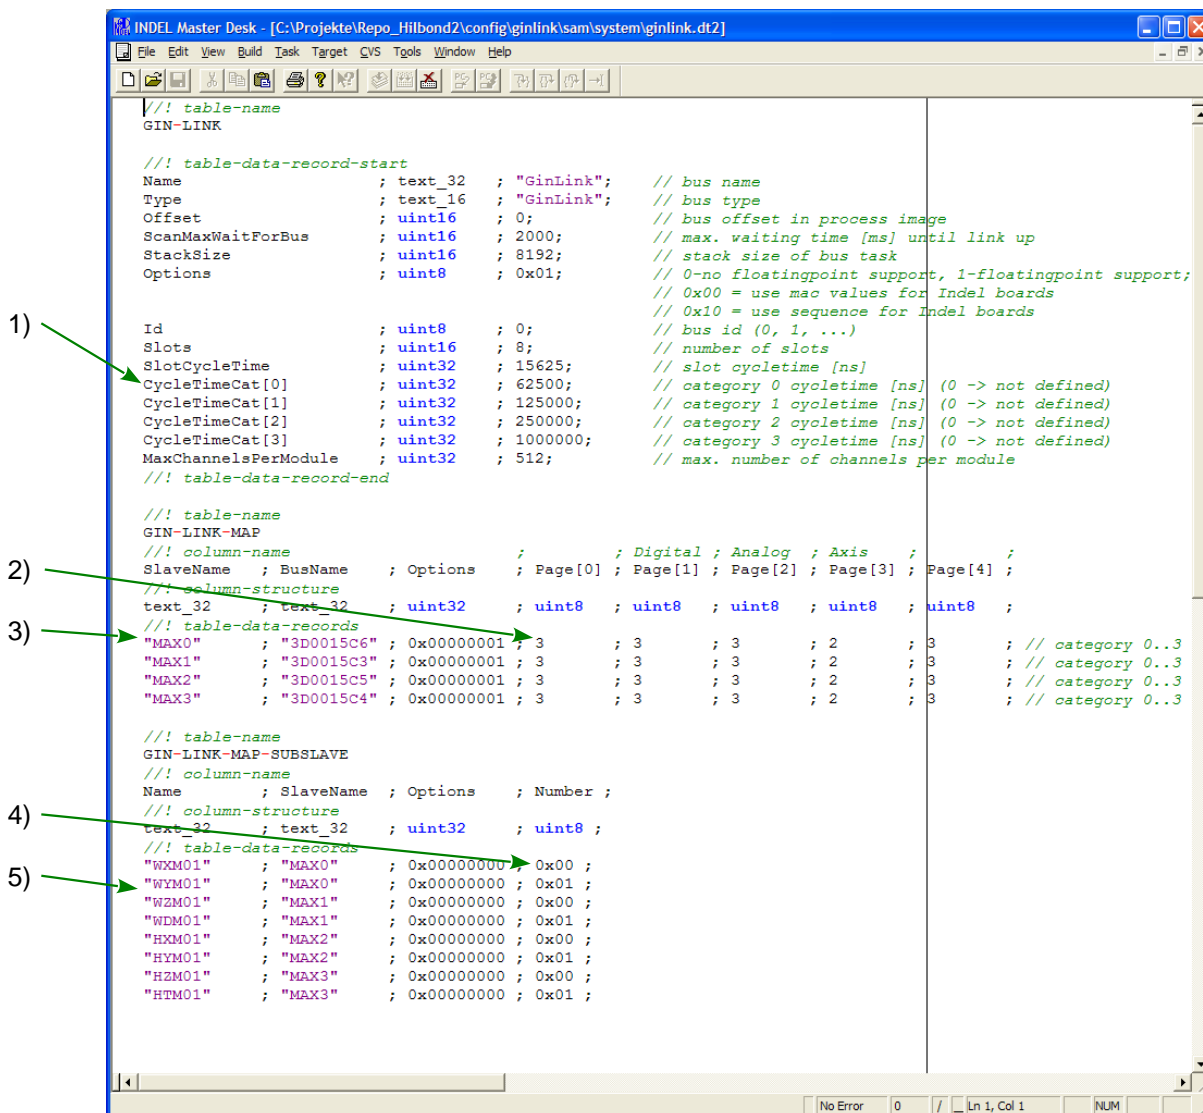 INDEL Master Desk - [C:\Projekte\Repo_Hilbond2\config\ginlink\sam\system\ginlink.dt2]
File Edit View Build Task Target CVS Tools Window Help
//! table-name
GIN-LINK
//! table-data-record-start
Name ; text_32 ; "GinLink"; // bus name
Type ; text_16 ; "GinLink"; // bus type
Offset ; uint16 ; 0; // bus offset in process image
ScanMaxWaitForBus ; uint16 ; 2000; // max. waiting time [ms] until link up
StackSize ; uint16 ; 8192; // stack size of bus task
Options ; uint8 ; 0x01; // 0-no floatingpoint support, 1-floatingpoint support;
// 0x00 = use mac values for Indel boards
// 0x10 = use sequence for Indel boards
1)
Id ; uint8 ; 0; // bus id (0, 1, ...)
Slots ; uint16 ; 8; // number of slots
SlotCycleTime ; uint32 ; 15625; // slot cycletime [ns]
CycleTimeCat[0] ; uint32 ; 62500; // category 0 cycletime [ns] (0 -> not defined)
CycleTimeCat[1] ; uint32 ; 125000; // category 1 cycletime [ns] (0 -> not defined)
CycleTimeCat[2] ; uint32 ; 250000; // category 2 cycletime [ns] (0 -> not defined)
CycleTimeCat[3] ; uint32 ; 1000000; // category 3 cycletime [ns] (0 -> not defined)
MaxChannelsPerModule ; uint32 ; 512; // max. number of channels per module
//! table-data-record-end
//! table-name
GIN-LINK-MAP
//! column-name ; ; Digital ; Analog ; Axis ; ;
2)
SlaveName ; BusName ; Options ; Page[0] ; Page[1] ; Page[2] ; Page[3] ; Page[4] ;
//! column-structure
text_32 ; text_32 ; uint32 ; uint8 ; uint8 ; uint8 ; uint8 ; uint8 ;
//! table-data-records
3)
"MAX0" ; "3D0015C6" ; 0x00000001 ; 3 ; 3 ; 3 ; 2 ; 3 ; // category 0..3
"MAX1" ; "3D0015C3" ; 0x00000001 ; 3 ; 3 ; 3 ; 2 ; 3 ; // category 0..3
"MAX2" ; "3D0015C5" ; 0x00000001 ; 3 ; 3 ; 3 ; 2 ; 3 ; // category 0..3
"MAX3" ; "3D0015C4" ; 0x00000001 ; 3 ; 3 ; 3 ; 2 ; 3 ; // category 0..3
//! table-name
GIN-LINK-MAP-SUBSLAVE
//! column-name
Name ; SlaveName ; Options ; Number ;
//! column-structure
4)
text_32 ; text_32 ; uint32 ; uint8 ;
//! table-data-records
"WXM01" ; "MAX0" ; 0x00000000 ; 0x00 ;
5)
"WYM01" ; "MAX0" ; 0x00000000 ; 0x01 ;
"WZM01" ; "MAX1" ; 0x00000000 ; 0x00 ;
"WDM01" ; "MAX1" ; 0x00000000 ; 0x01 ;
"HXM01" ; "MAX2" ; 0x00000000 ; 0x00 ;
"HYM01" ; "MAX2" ; 0x00000000 ; 0x01 ;
"HZM01" ; "MAX3" ; 0x00000000 ; 0x00 ;
"HTM01" ; "MAX3" ; 0x00000000 ; 0x01 ;
No Error 0 / _ Ln 1, Col 1 NUM